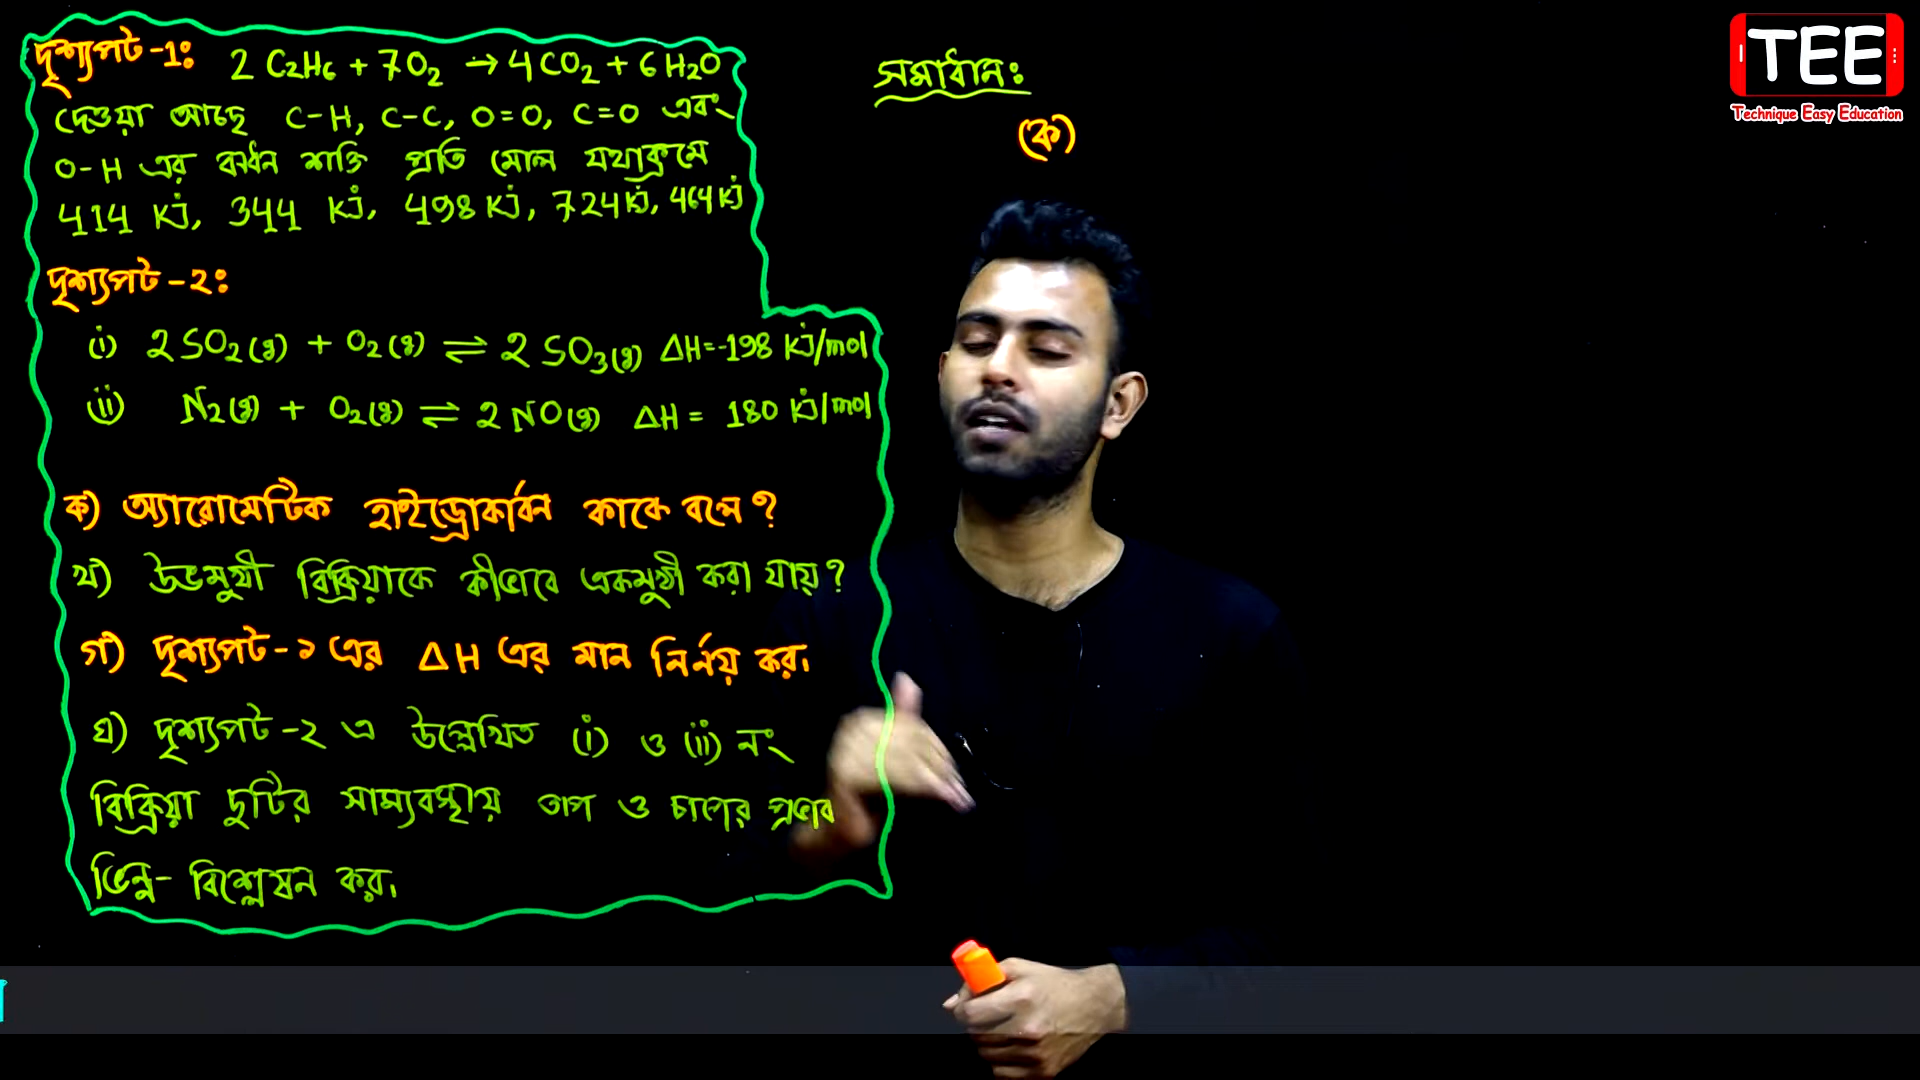 দৃশ্যপট-1ঃ 2C₂H₆ + 7O₂ → 4CO₂ + 6H₂O
দেওয়া আছে C-H, C-C, O=O, C=O এবং
O-H এর বন্ধন শক্তি প্রতি মোল যথাক্রমে
414 KJ, 344 KJ, 498 KJ, 724 KJ, 464 KJ
দৃশ্যপট-২ঃ
(i) 2SO₂(g) + O₂(g) ⇌ 2SO₃(g) ΔH=-198 KJ/mol
(ii) N₂(g) + O₂(g) ⇌ 2NO(g) ΔH = 180 KJ/mol
ক) অ্যারোমেটিক হাইড্রোকার্বন কাকে বলে?
খ) উভমুখী বিক্রিয়াকে কীভাবে একমুখী করা যায়?
গ) দৃশ্যপট-১ এর ΔH এর মান নির্নয় কর।
ঘ) দৃশ্যপট-২ এ উল্লেখিত (i) ও (ii) নং
বিক্রিয়া দুটির সাম্যবস্থায় তাপ ও চাপের প্রভাব
ভিন্ন- বিশ্লেষন কর।
সমাধানঃ
(ক)
TEE
Technique Easy Education